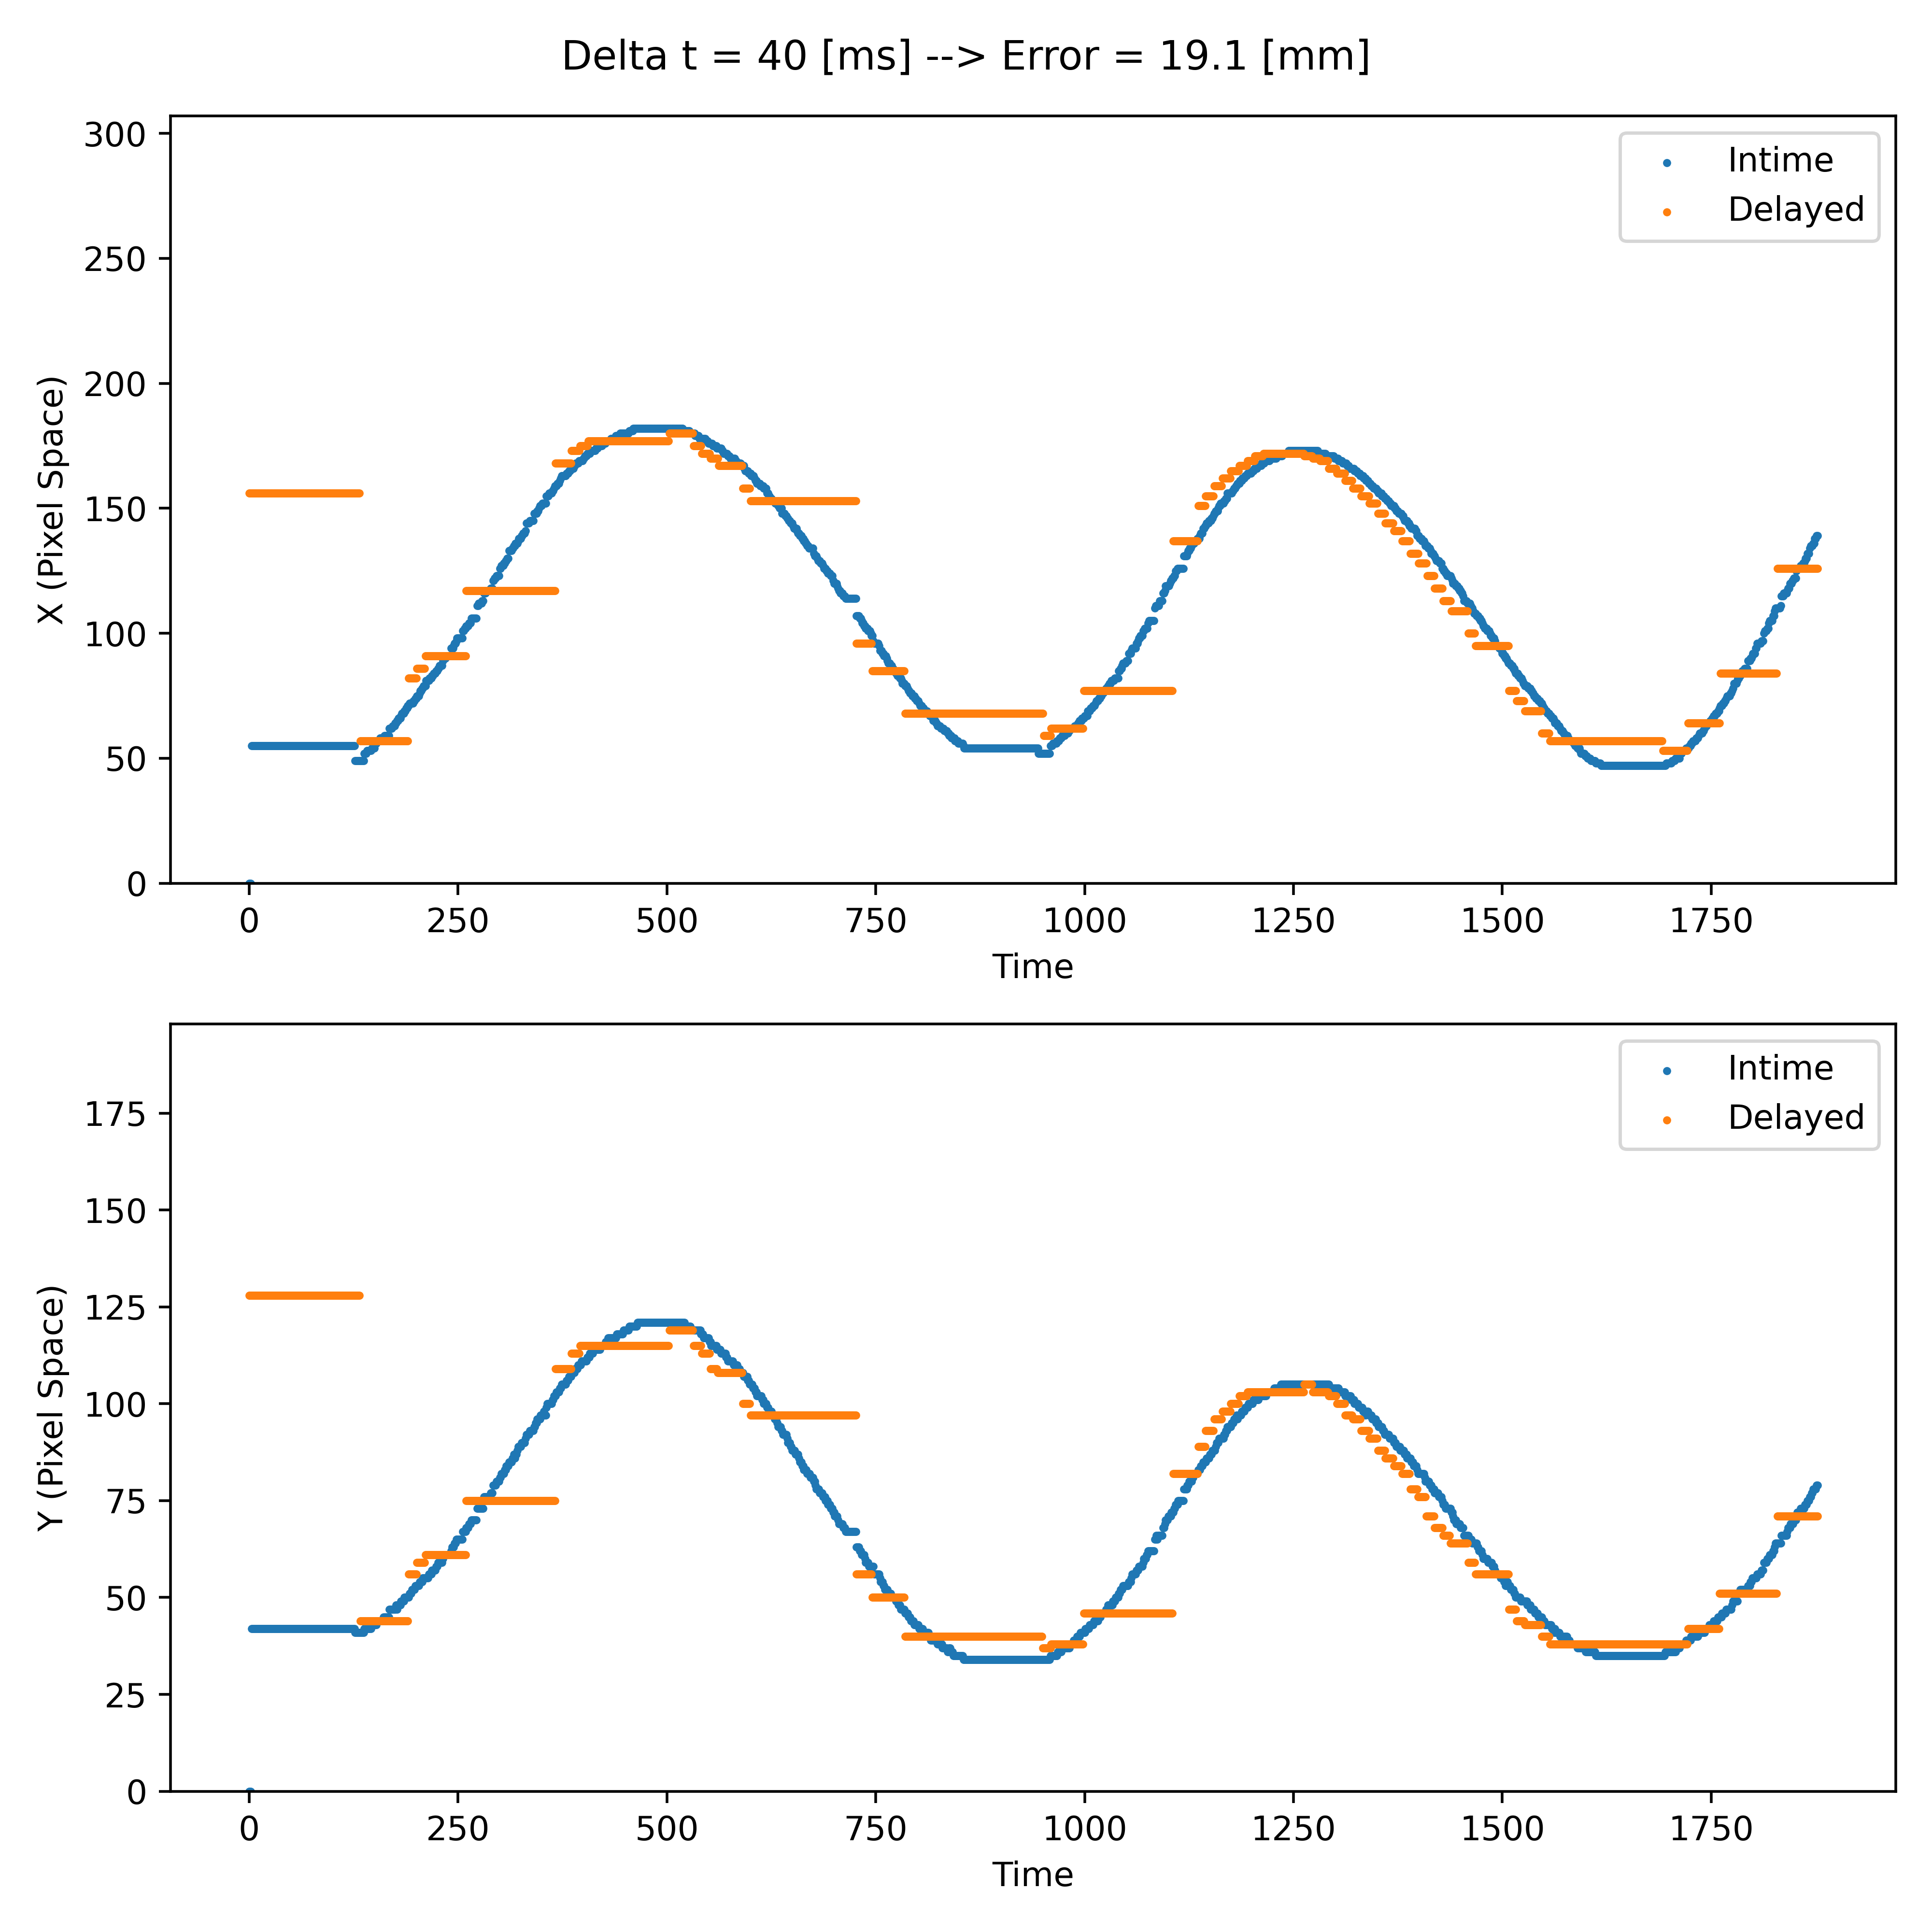 Delta t = 40 [ms] --> Error = 19.1 [mm]
300
250
200
150
100
50
0
X (Pixel Space)
Intime
Delayed
0 250 500 750 1000 1250 1500 1750
Time
175
150
125
100
75
50
25
0
Y (Pixel Space)
Intime
Delayed
0 250 500 750 1000 1250 1500 1750
Time